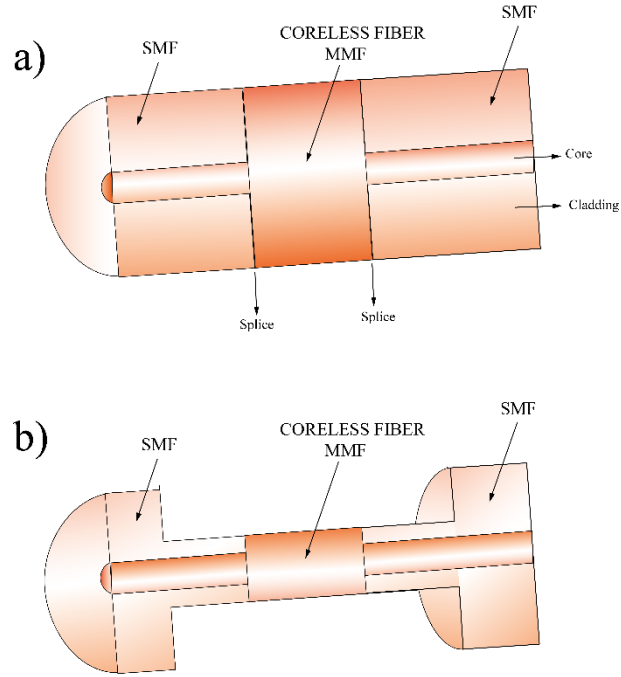 a)
SMF
CORELESS FIBER
MMF
SMF
Core
Cladding
Splice
Splice
b)
SMF
CORELESS FIBER
MMF
SMF